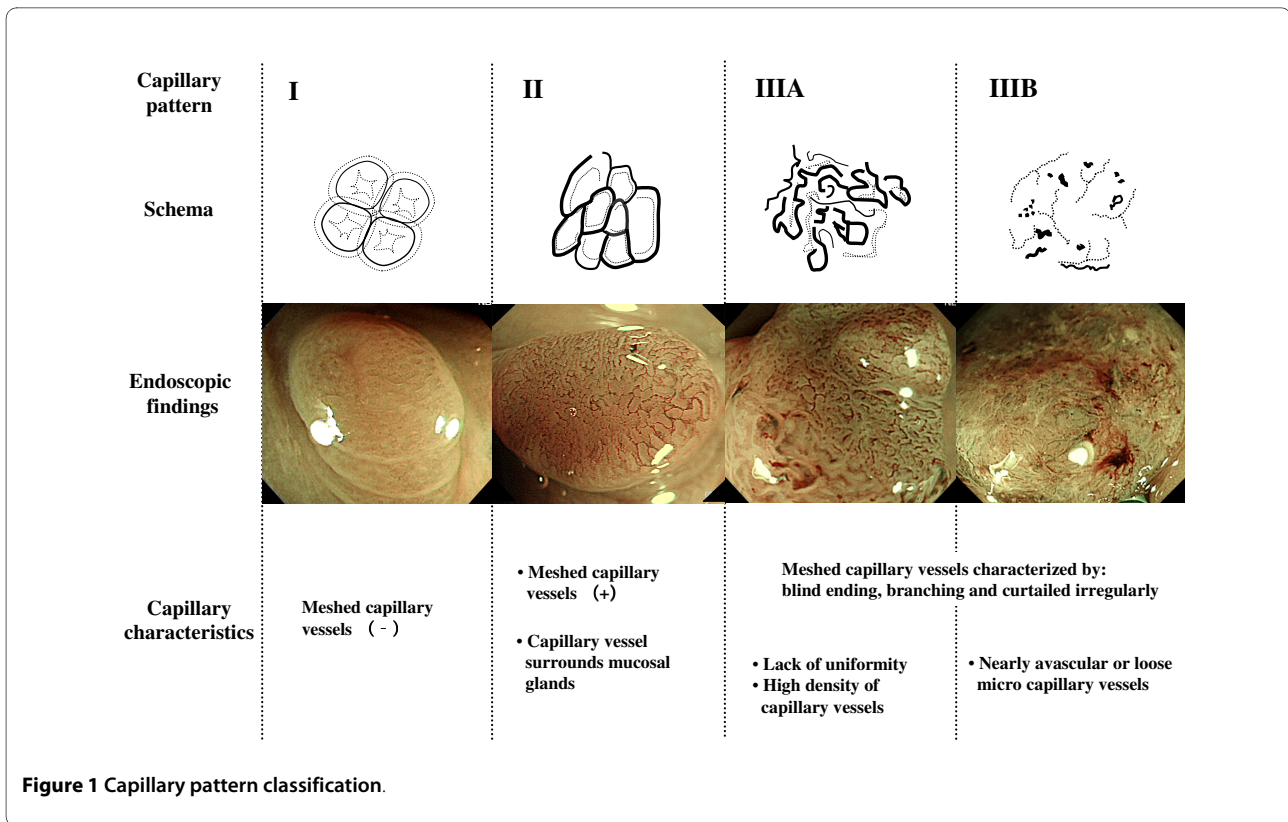 Capillary
pattern
I
II
IIIA
IIIB
Schema
Endoscopic
findings
Capillary
characteristics
Meshed capillary
vessels ( - )
• Meshed capillary
vessels (+)
• Capillary vessel
surrounds mucosal
glands
Meshed capillary vessels characterized by:
blind ending, branching and curtailed irregularly
• Lack of uniformity
• High density of
capillary vessels
• Nearly avascular or loose
micro capillary vessels
Figure 1 Capillary pattern classification.